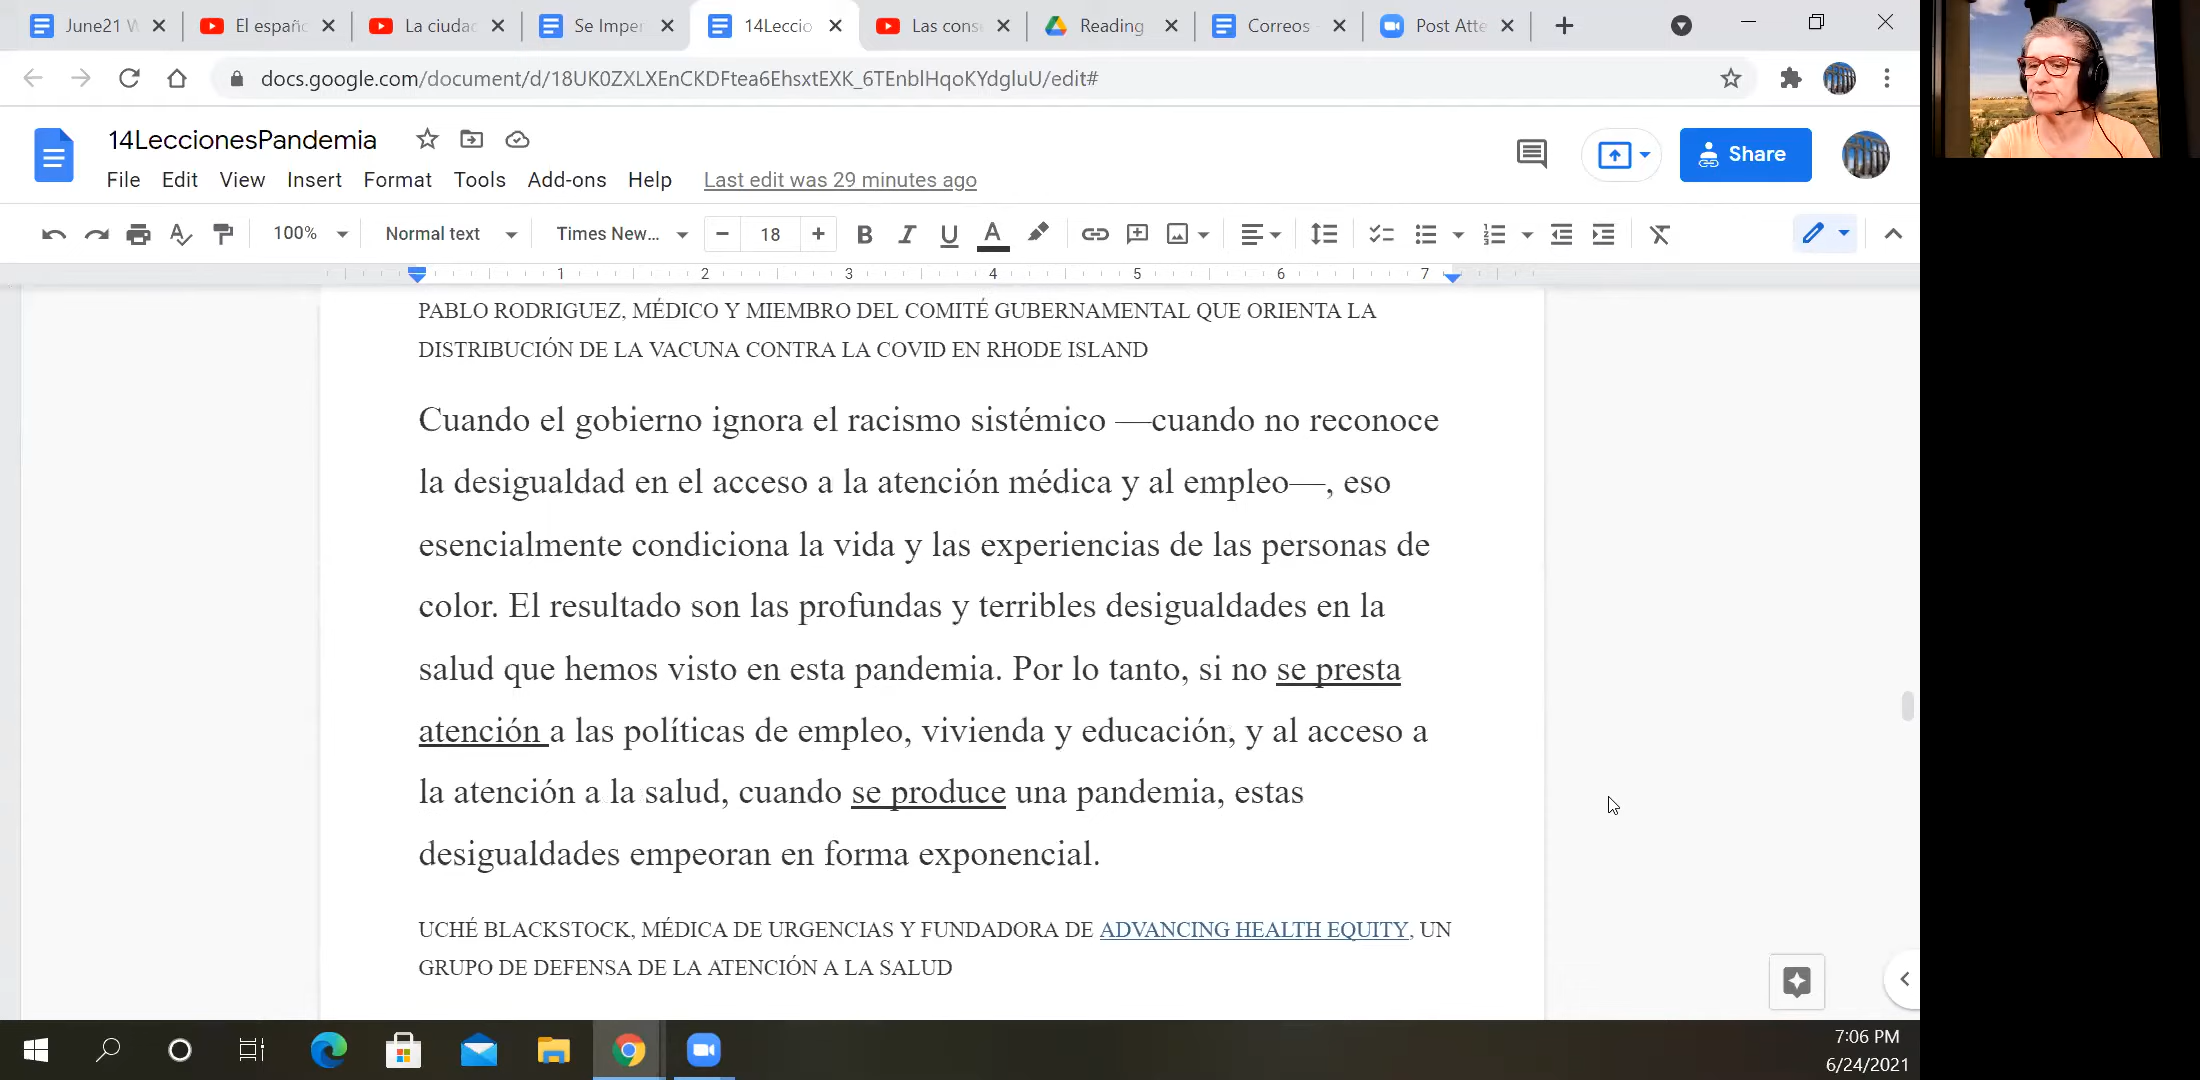 June21 W
El españo
La ciudad
Se Imper
14Leccio
Las cons
Reading
Correos
Post Atte
docs.google.com/document/d/18UK0ZXLXEnCKDFtea6EhsxtEXK_6TEnblHqoKYdgluU/edit#
14LeccionesPandemia
Share
File Edit View Insert Format Tools Add-ons Help Last edit was 29 minutes ago
100% Normal text Times New... − 18 + B I U A
1 2 3 4 5 6 7
PABLO RODRIGUEZ, MÉDICO Y MIEMBRO DEL COMITÉ GUBERNAMENTAL QUE ORIENTA LA
DISTRIBUCIÓN DE LA VACUNA CONTRA LA COVID EN RHODE ISLAND
Cuando el gobierno ignora el racismo sistémico —cuando no reconoce
la desigualdad en el acceso a la atención médica y al empleo—, eso
esencialmente condiciona la vida y las experiencias de las personas de
color. El resultado son las profundas y terribles desigualdades en la
salud que hemos visto en esta pandemia. Por lo tanto, si no se presta
atención a las políticas de empleo, vivienda y educación, y al acceso a
la atención a la salud, cuando se produce una pandemia, estas
desigualdades empeoran en forma exponencial.
UCHÉ BLACKSTOCK, MÉDICA DE URGENCIAS Y FUNDADORA DE ADVANCING HEALTH EQUITY, UN
GRUPO DE DEFENSA DE LA ATENCIÓN A LA SALUD
7:06 PM
6/24/2021